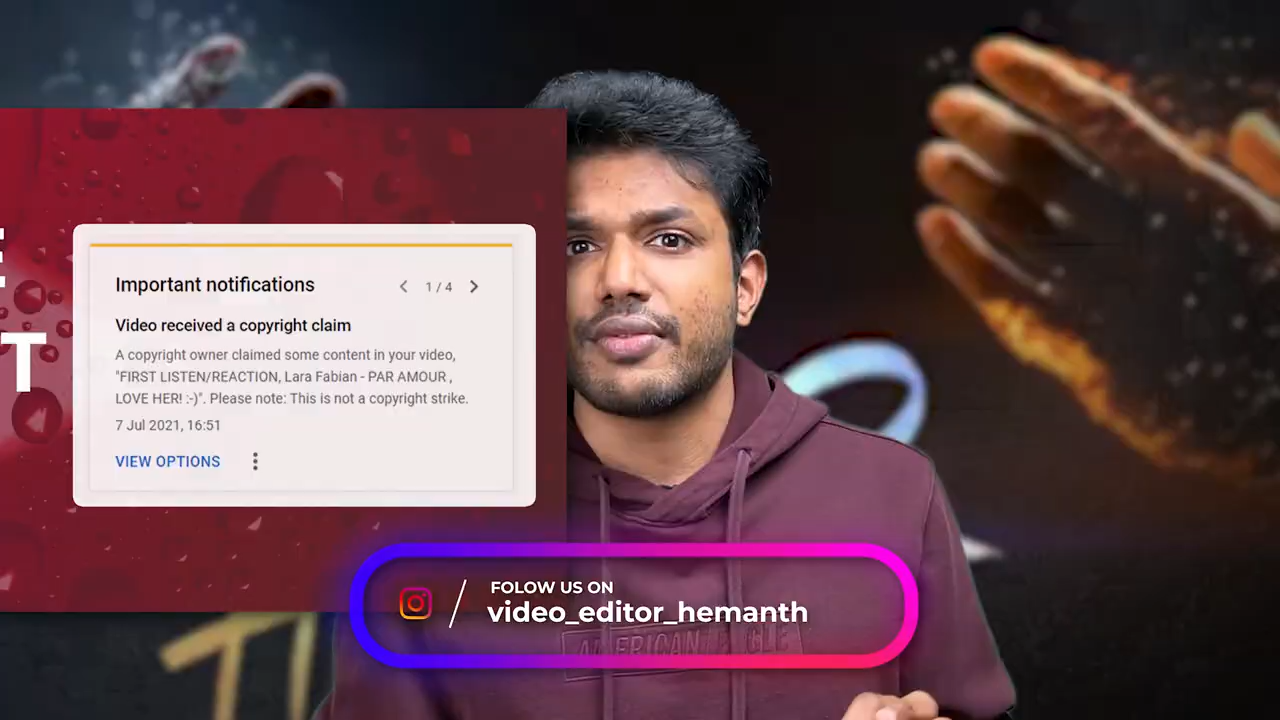 E
T
Important notifications
1 / 4
Video received a copyright claim
A copyright owner claimed some content in your video,
"FIRST LISTEN/REACTION, Lara Fabian - PAR AMOUR ,
LOVE HER! :-)". Please note: This is not a copyright strike.
7 Jul 2021, 16:51
VIEW OPTIONS
FOLOW US ON
video_editor_hemanth
AMERICAN EAGLE